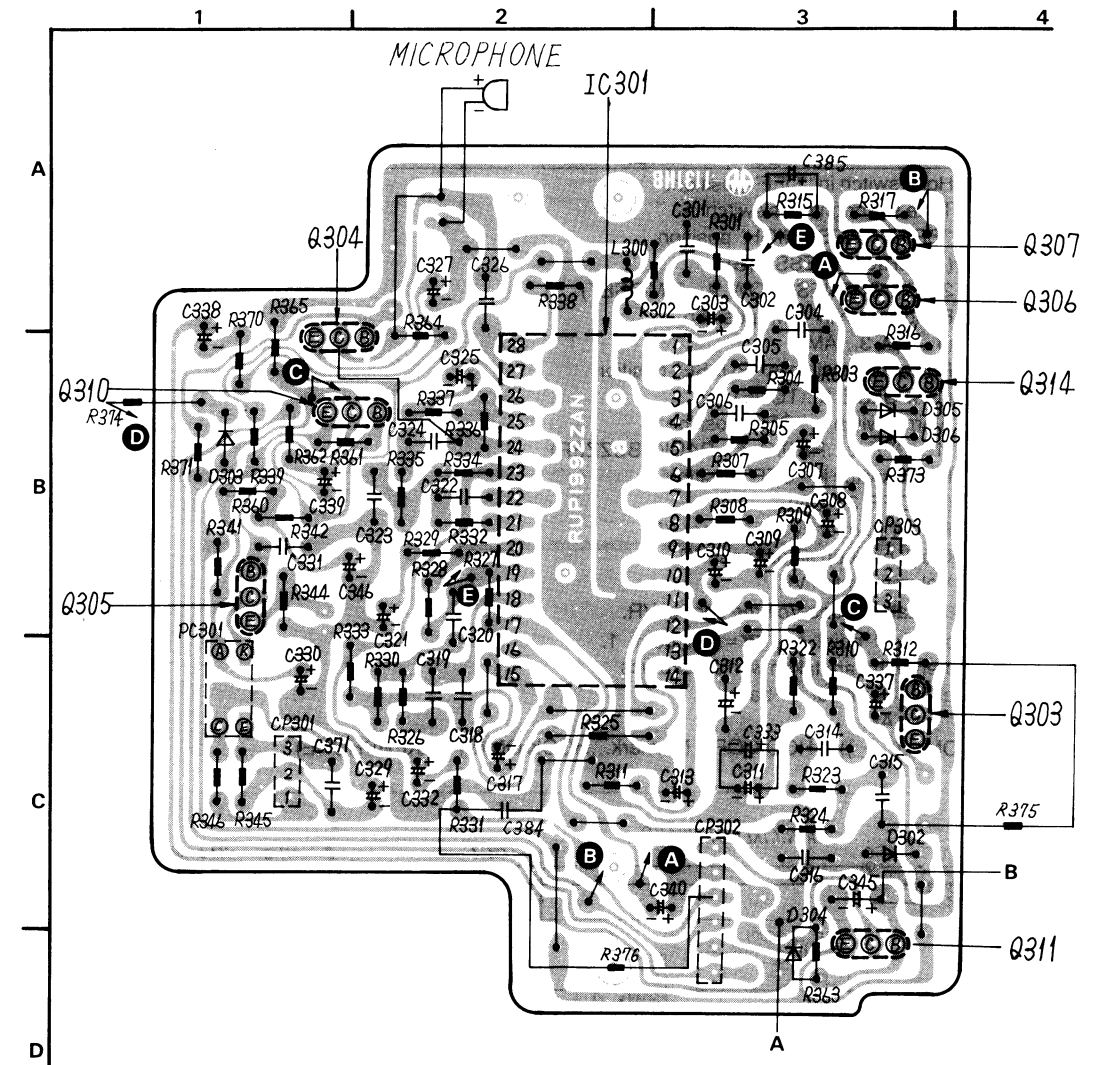 1 2 3 4
MICROPHONE
+
−
IC301
A
C385
B
R315 R317
C301 R301
E
Q307
L300
Q304
C327 C326
A
R338 R302 C303 C302
Q306
C338 R370 R365
R364
C304
R316
28 1
C325
C305
27 2
C
R337
R304 R303
Q314
Q310
26 3
R374
C306
D305
25 4
D
C324 R336
R305
D306
24 5
R371 D303 R339 R362 R361 R335 R334
R307
R373
23 6
B
C322
C307
22 7
R360 C339
C308
R308 R309
21 8
R341 R342 C323 R332
CP303
R329
C310 C309
20 9
1
C331
R328 R327
19 10
2
B
C
E
C346
R344
E
18 11
3
C
Q305
C321 C320
17 12
D
PC301
R333
16 13
R322 R310 R312
A K
C330 R330 C319
C312
15 14
C337
B
C
E
Q303
C E
R326 C318
R325
C333 C314
CP301
3
2
1
C371 C329 C332 C317
R311 C313 C311 R323 C315
C
R346 R345 R331 C384
R324
R375
CP302
D302
B A
C316
B
C340
C345
D304
E C B
Q311
R376
R363
A
D
RUP1992ZAN
1131HB